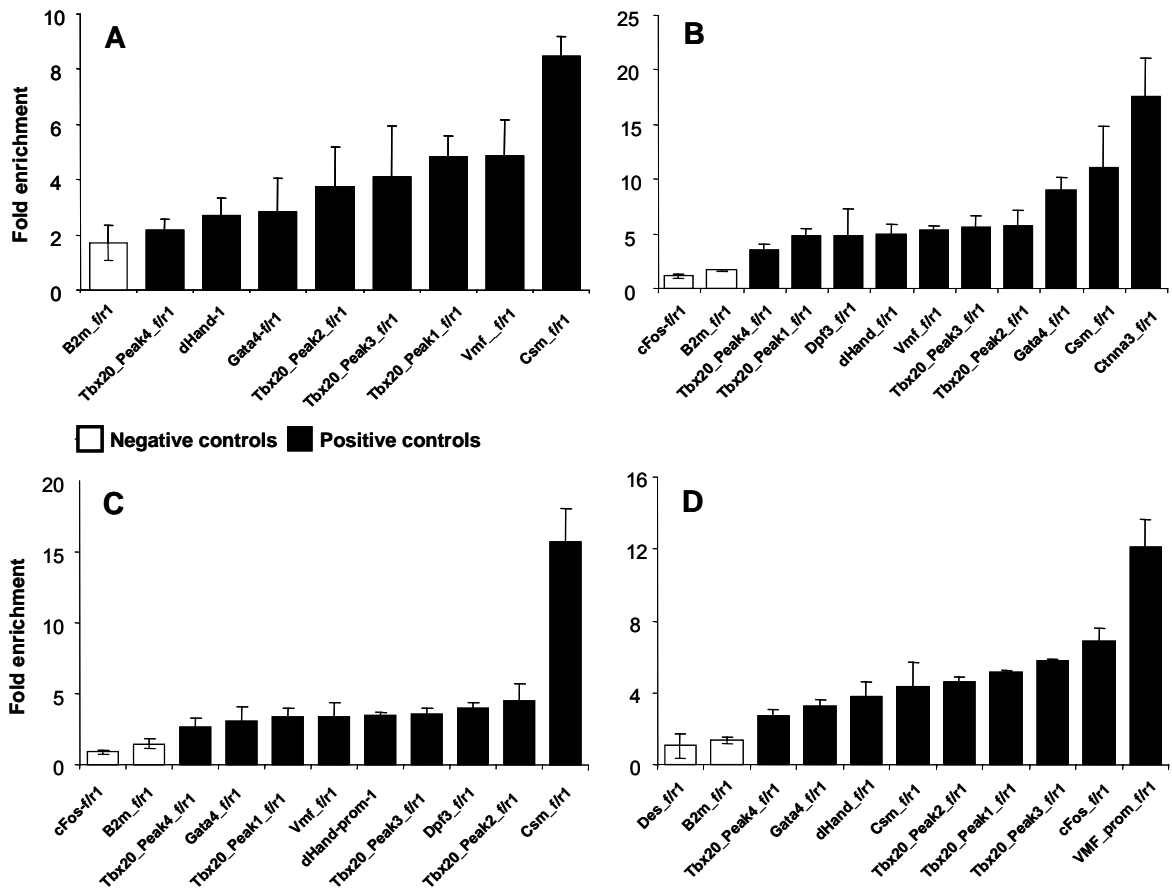 A
Fold enrichment
10
8
6
4
2
0
B2m_f/r1
Tbx20_Peak4_f/r1
dHand-1
Gata4-f/r1
Tbx20_Peak2_f/r1
Tbx20_Peak3_f/r1
Tbx20_Peak1_f/r1
Vmf_f/r1
Csm_f/r1
B
25
20
15
10
5
0
cFos-f/r1
B2m_f/r1
Tbx20_Peak4_f/r1
Tbx20_Peak1_f/r1
Dpf3_f/r1
dHand_f/r1
Vmf_f/r1
Tbx20_Peak3_f/r1
Tbx20_Peak2_f/r1
Gata4_f/r1
Csm_f/r1
Ctnna3_f/r1
Negative controls Positive controls
C
Fold enrichment
20
15
10
5
0
cFos-f/r1
B2m_f/r1
Tbx20_Peak4_f/r1
Gata4_f/r1
Tbx20_Peak1_f/r1
Vmf_f/r1
dHand-prom-1
Tbx20_Peak3_f/r1
Dpf3_f/r1
Tbx20_Peak2_f/r1
Csm_f/r1
D
16
12
8
4
0
Des_f/r1
B2m_f/r1
Tbx20_Peak4_f/r1
Gata4_f/r1
dHand_f/r1
Csm_f/r1
Tbx20_Peak2_f/r1
Tbx20_Peak1_f/r1
Tbx20_Peak3_f/r1
cFos_f/r1
VMF_prom_f/r1